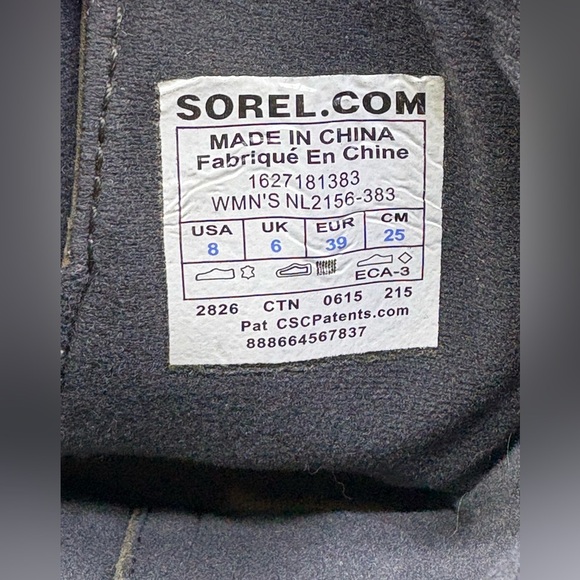 SOREL.COM
MADE IN CHINA
Fabriqué En Chine
1627181383
WMN'S NL2156-383
USA UK EUR CM
8 6 39 25
ECA-3
2826 CTN 0615 215
Pat CSCPatents.com
888664567837